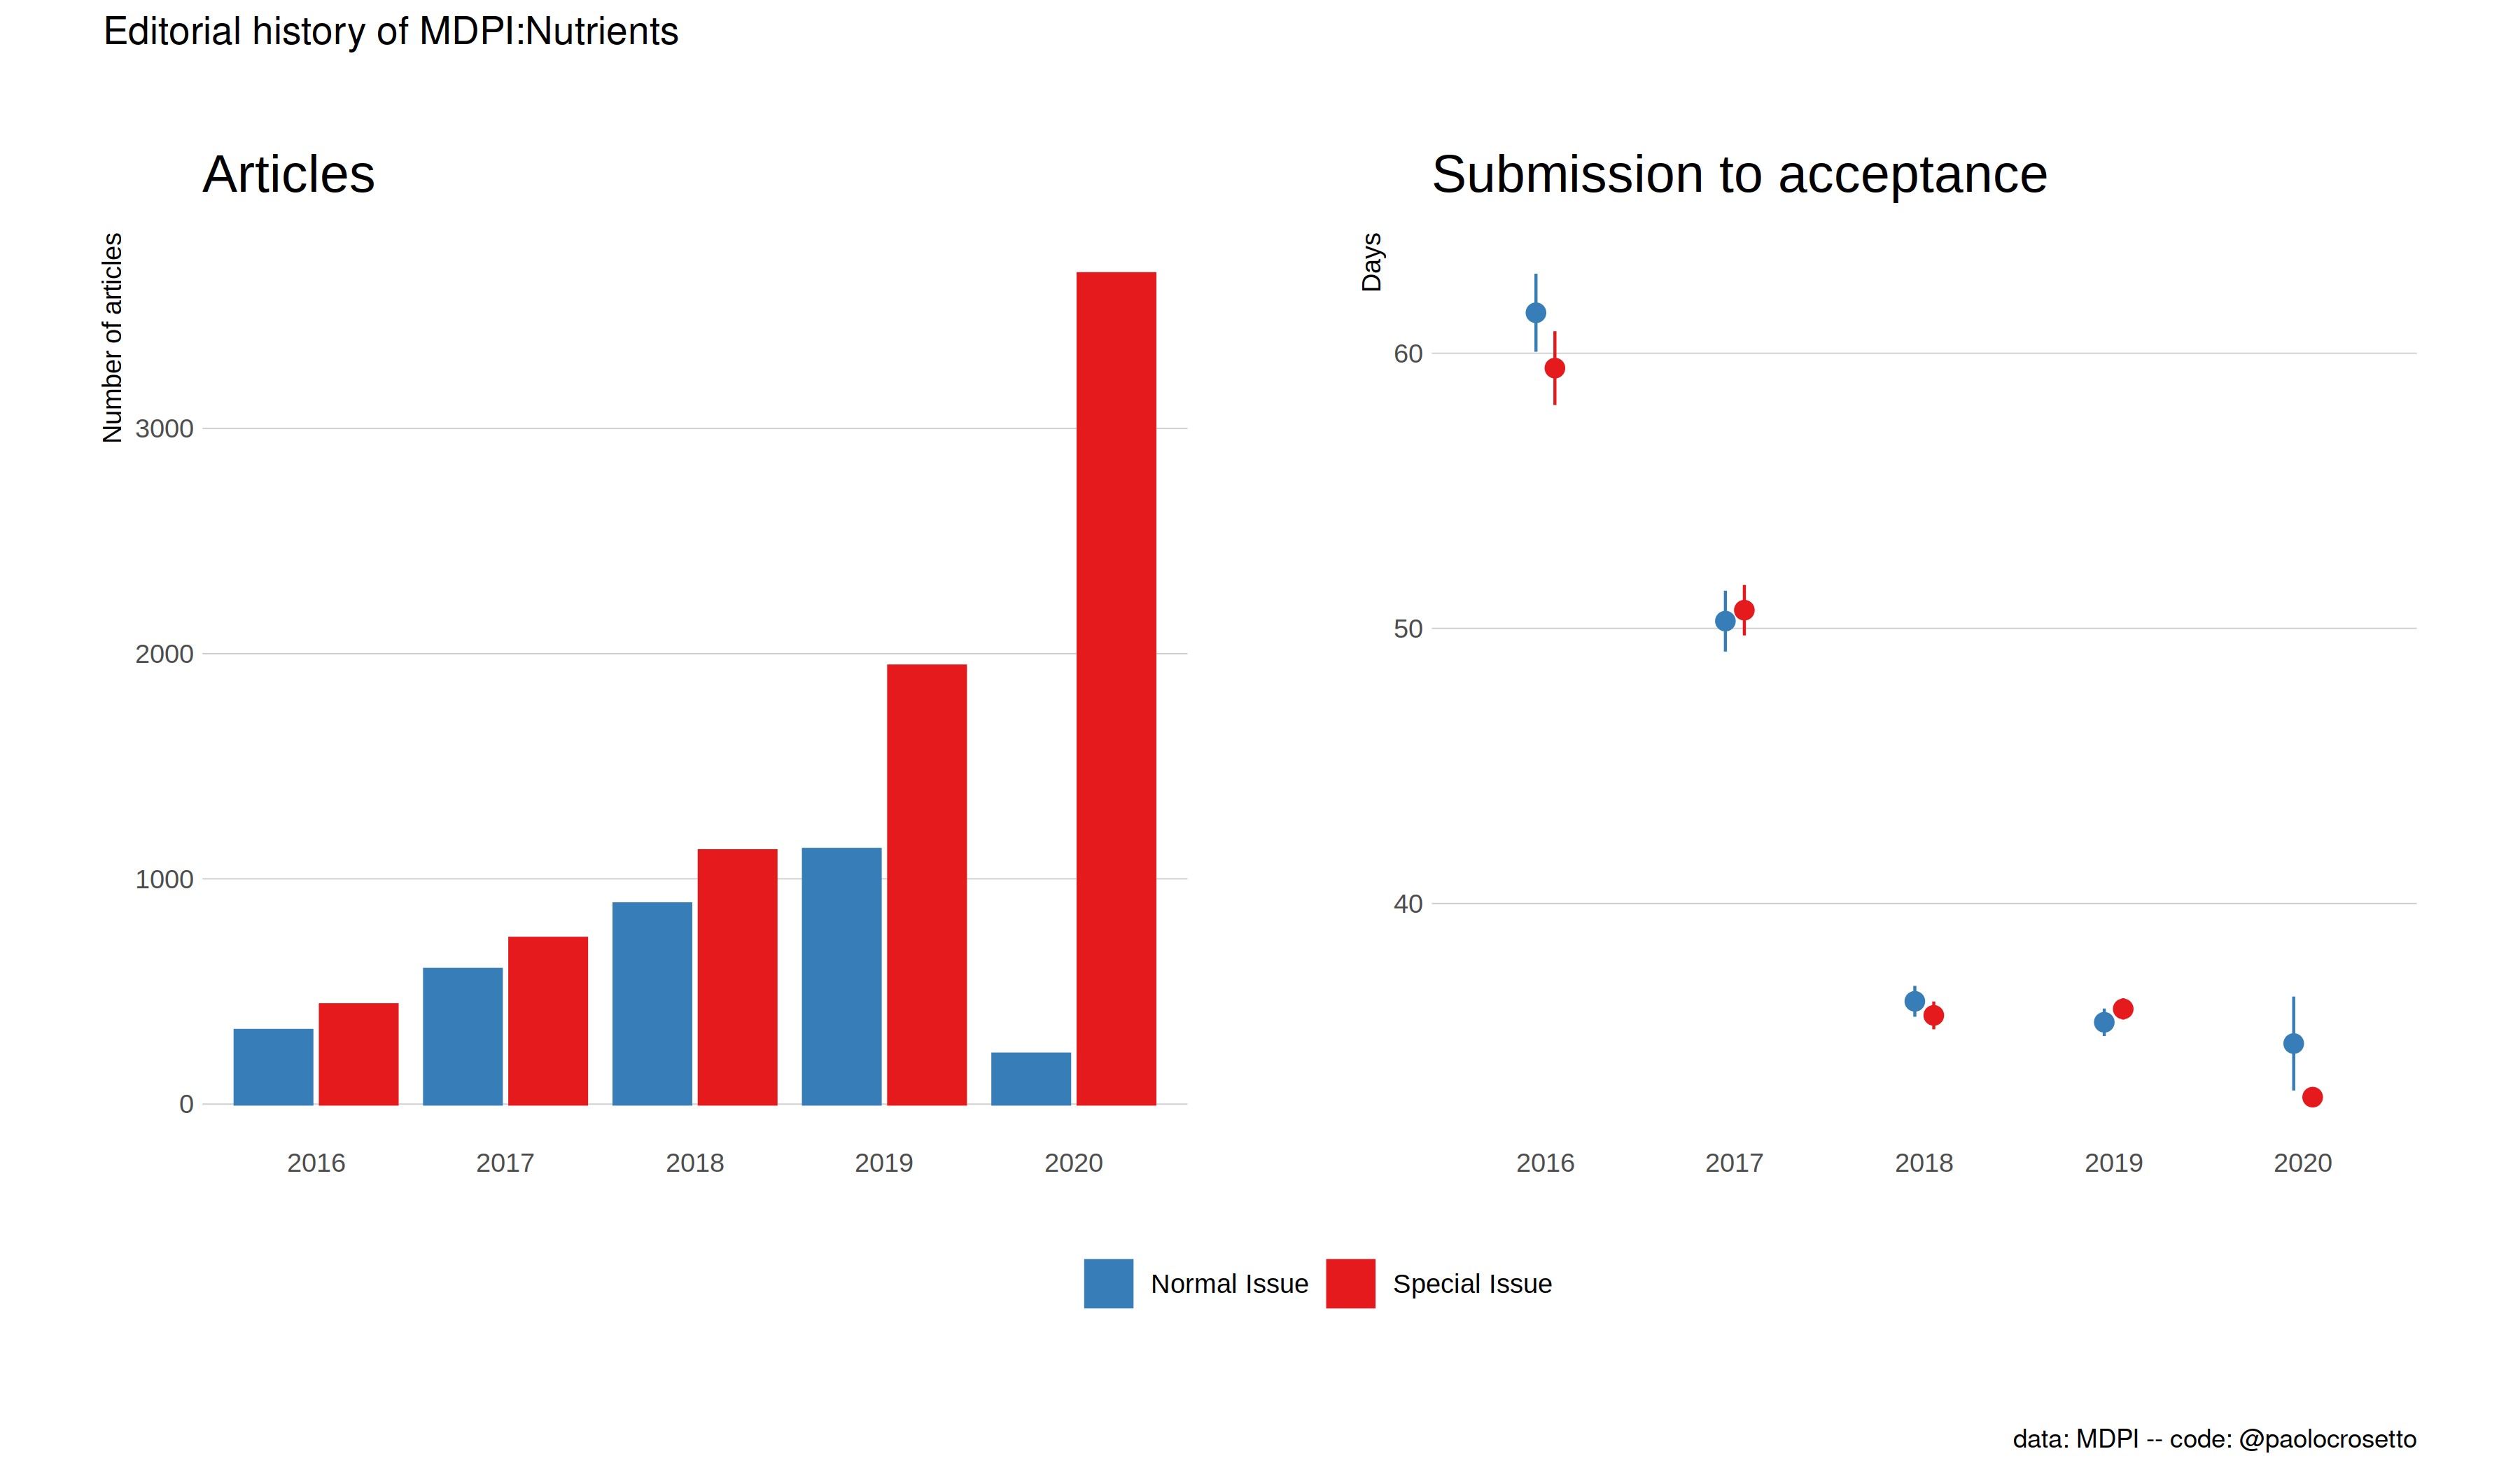 Editorial history of MDPI:Nutrients
Articles
Number of articles
3000
2000
1000
0
2016 2017 2018 2019 2020
Submission to acceptance
Days
60
50
40
2016 2017 2018 2019 2020
Normal Issue Special Issue
data: MDPI -- code: @paolocrosetto